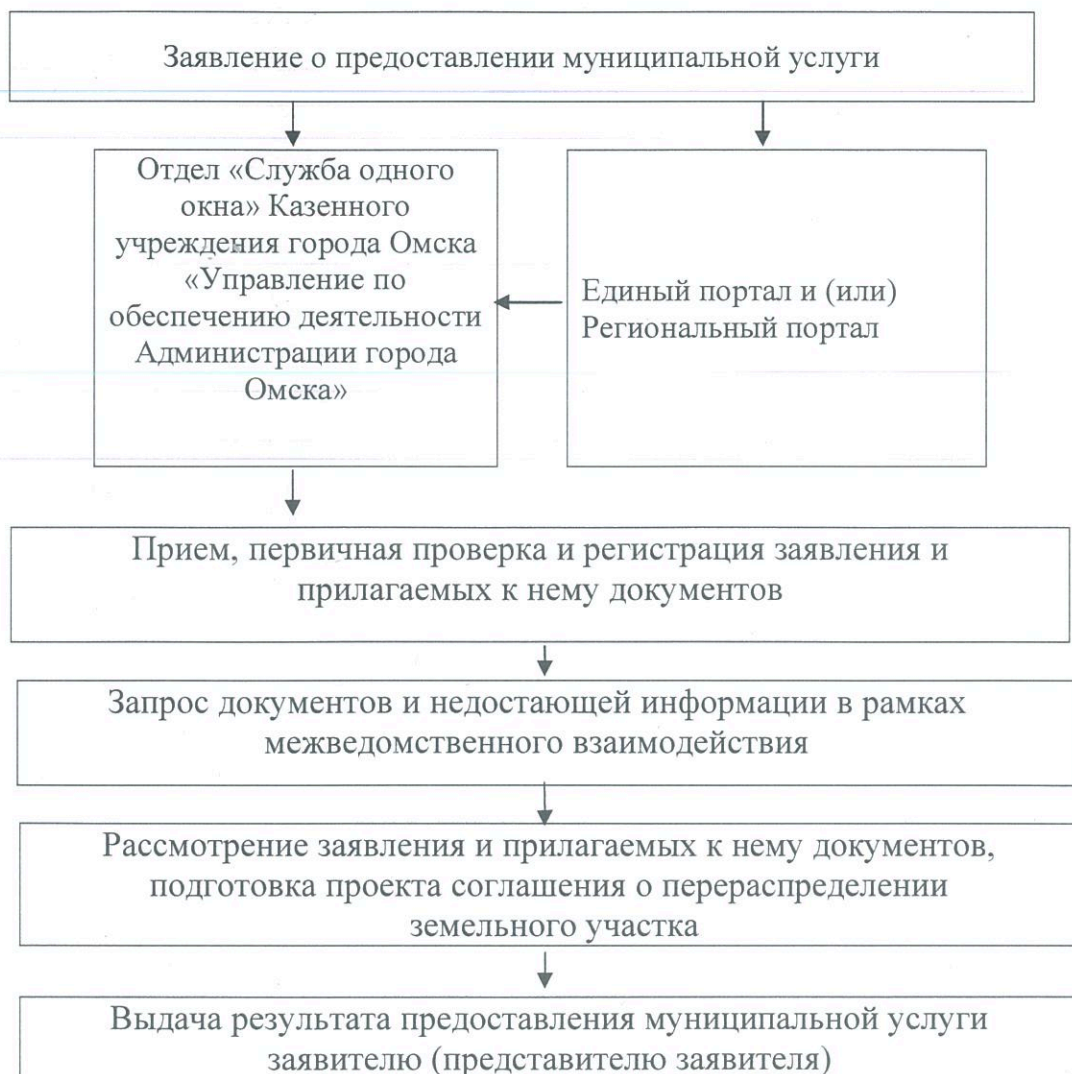 Заявление о предоставлении муниципальной услуги
Отдел «Служба одного
окна» Казенного
учреждения города Омска
«Управление по
обеспечению деятельности
Администрации города
Омска»
Единый портал и (или)
Региональный портал
Прием, первичная проверка и регистрация заявления и
прилагаемых к нему документов
Запрос документов и недостающей информации в рамках
межведомственного взаимодействия
Рассмотрение заявления и прилагаемых к нему документов,
подготовка проекта соглашения о перераспределении
земельного участка
Выдача результата предоставления муниципальной услуги
заявителю (представителю заявителя)